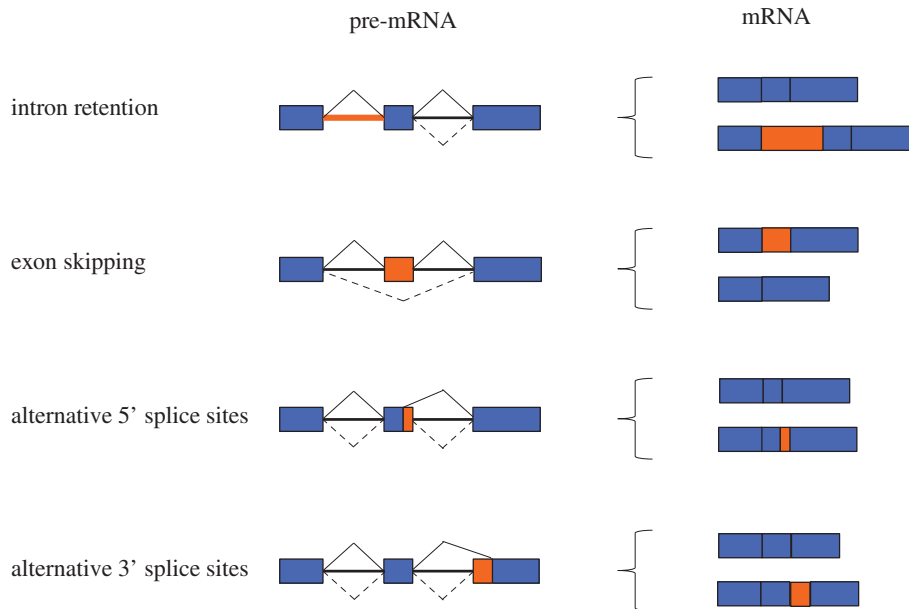 pre-mRNA
mRNA
intron retention
exon skipping
alternative 5’ splice sites
alternative 3’ splice sites